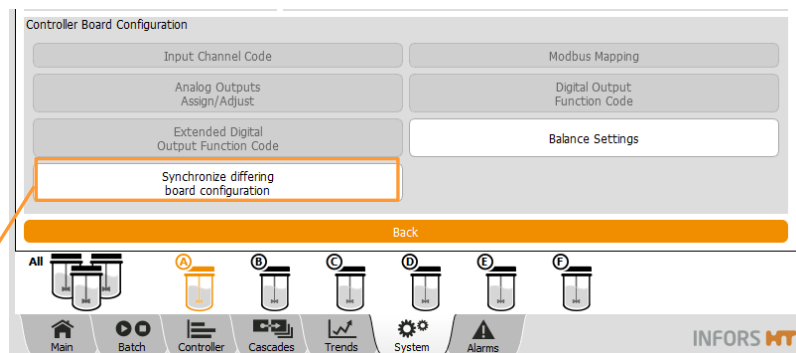 Controller Board Configuration
Input Channel Code
Modbus Mapping
Analog Outputs
Assign/Adjust
Digital Output
Function Code
Extended Digital
Output Function Code
Balance Settings
Synchronize differing
board configuration
Back
All
A
B
C
D
E
F
Main
Batch
Controller
Cascades
Trends
System
Alarms
INFORS HT